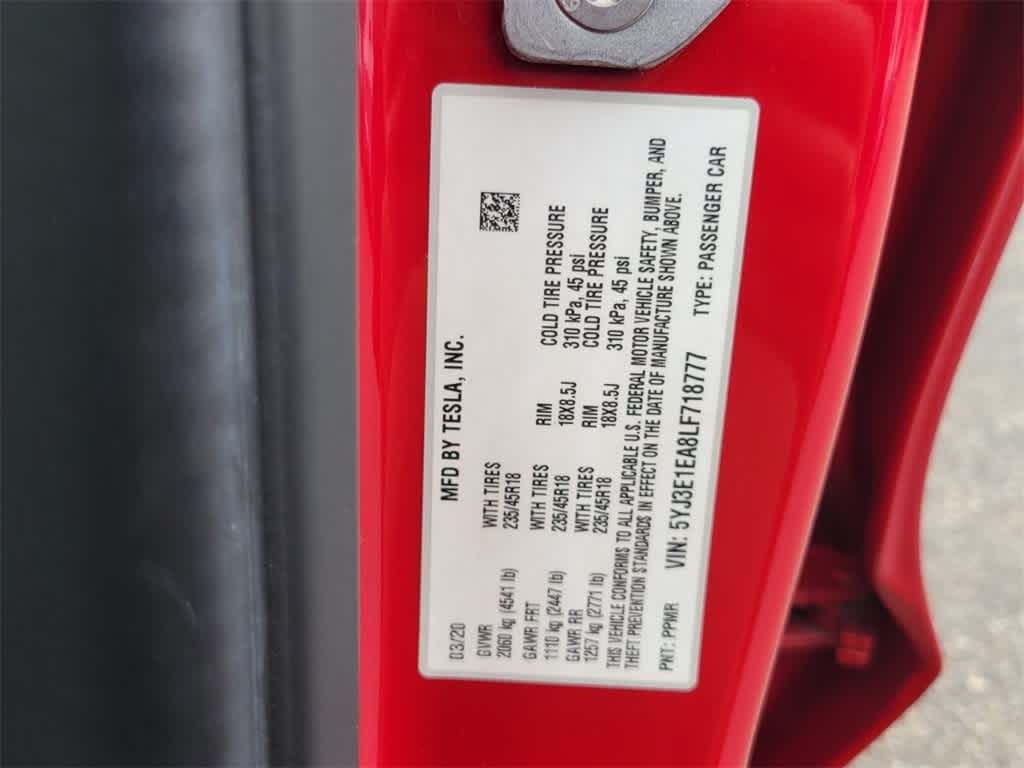 MFD BY TESLA, INC.
03/20
GVWR
2060 kg (4541 lb)
WITH TIRES
235/45R18
GAWR FRT
1110 kg (2447 lb)
WITH TIRES
235/45R18
RIM
18X8.5J
COLD TIRE PRESSURE
310 kPa, 45 psi
GAWR RR
1257 kg (2771 lb)
WITH TIRES
235/45R18
RIM
18X8.5J
COLD TIRE PRESSURE
310 kPa, 45 psi
THIS VEHICLE CONFORMS TO ALL APPLICABLE U.S. FEDERAL MOTOR VEHICLE SAFETY, BUMPER, AND
THEFT PREVENTION STANDARDS IN EFFECT ON THE DATE OF MANUFACTURE SHOWN ABOVE.
PNT: PPMR
VIN: 5YJ3E1EA8LF718777
TYPE: PASSENGER CAR